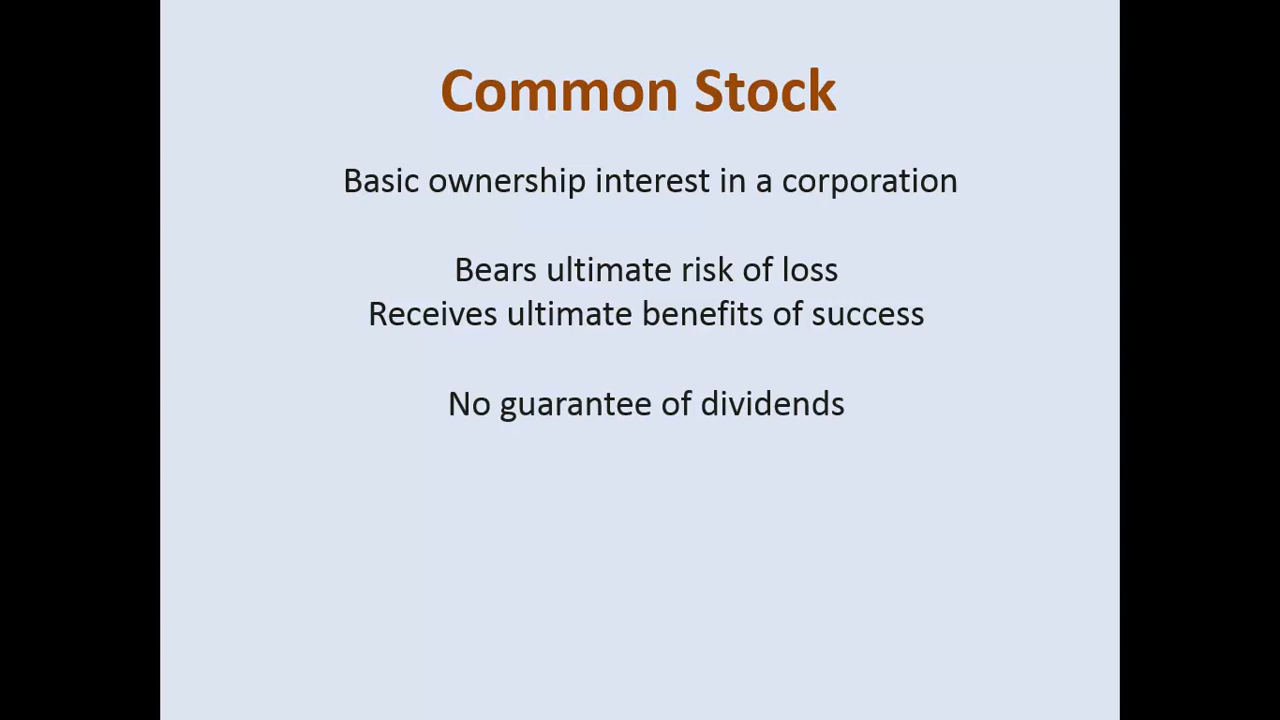 Common Stock
Basic ownership interest in a corporation
Bears ultimate risk of loss
Receives ultimate benefits of success
No guarantee of dividends